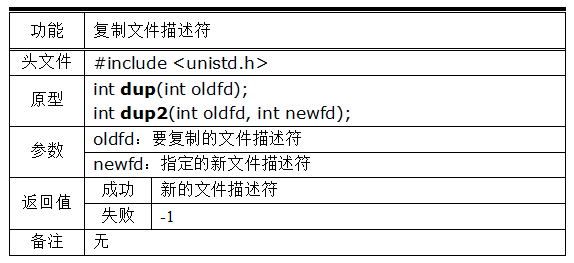 功能 复制文件描述符
头文件 #include <unistd.h>
原型 int dup(int oldfd);
int dup2(int oldfd, int newfd);
参数 oldfd：要复制的文件描述符
newfd：指定的新文件描述符
返回值 成功 新的文件描述符
失败 -1
备注 无